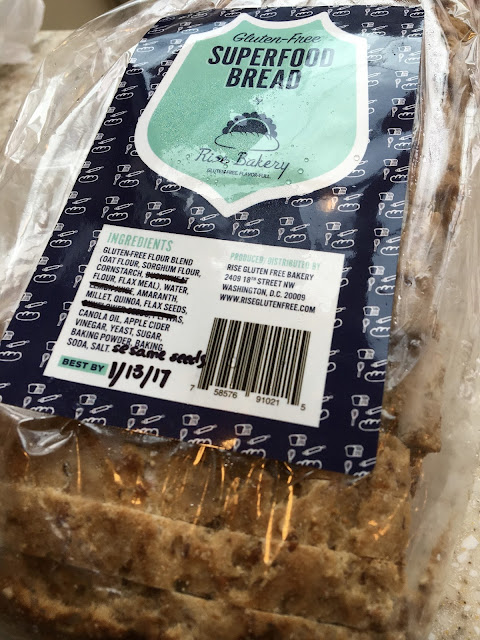 Gluten-Free
SUPERFOOD
BREAD
Rise Bakery
GLUTEN-FREE. FLAVOR-FULL.
INGREDIENTS
GLUTEN-FREE FLOUR BLEND
(OAT FLOUR, SORGHUM FLOUR,
CORNSTARCH,
FLOUR, FLAX MEAL), WATER,
AMARANTH,
MILLET, QUINOA, FLAX SEEDS,
CANOLA OIL, APPLE CIDER
VINEGAR, YEAST, SUGAR,
BAKING POWDER, BAKING
SODA, SALT. sesame seeds
BEST BY 1/13/17
PRODUCED, DISTRIBUTED BY
RISE GLUTEN FREE BAKERY
2409 18TH STREET NW
WASHINGTON, D.C. 20009
WWW.RISEGLUTENFREE.COM
7 58576 91021 5